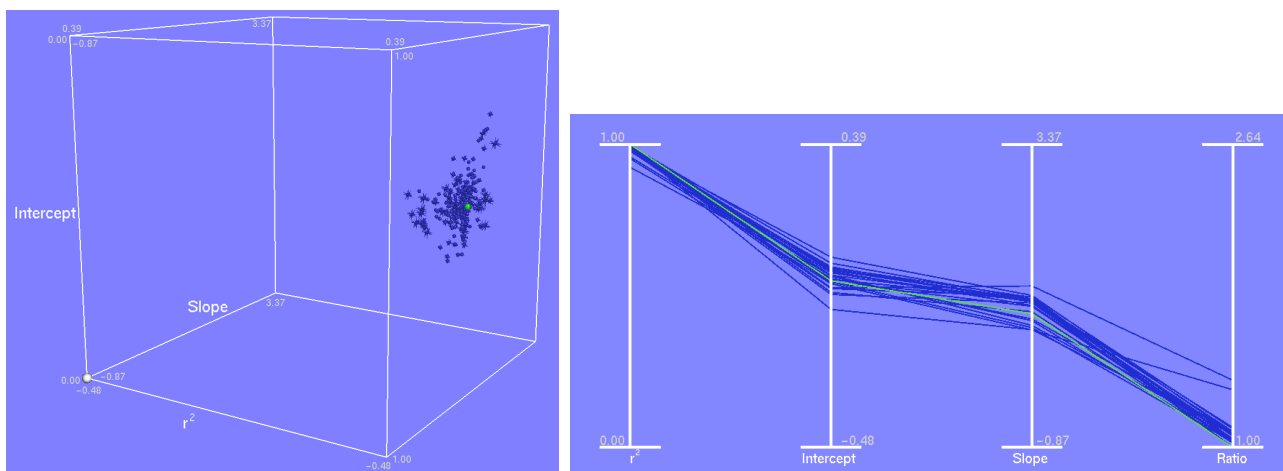 0.39
0.00
-0.87
3.37
0.39
1.00
Intercept
Slope
3.37
0.00
-0.87
-0.48
r²
-0.48
1.00
1.00
0.39
3.37
2.64
0.00
-0.48
-0.87
1.00
r²
Intercept
Slope
Ratio